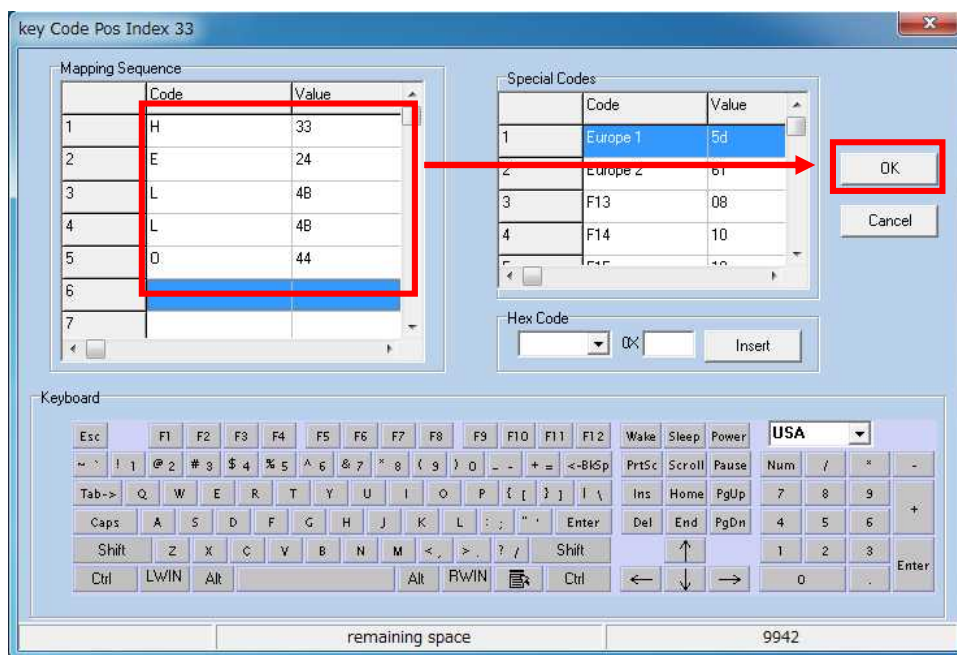 key Code Pos Index 33
Mapping Sequence
Code Value
1 H 33
2 E 24
3 L 4B
4 L 4B
5 O 44
6
7
Special Codes
Code Value
1 Europe 1 5d
2 Europe 2 61
3 F13 08
4 F14 10
OK
Cancel
Hex Code
0X
Insert
Keyboard
Esc F1 F2 F3 F4 F5 F6 F7 F8 F9 F10 F11 F12 Wake Sleep Power USA
~ ` ! 1 @ 2 # 3 $ 4 % 5 ^ 6 & 7 * 8 ( 9 ) 0 _ - + = <-BkSp PrtSc Scroll Pause Num / * -
Tab-> Q W E R T Y U I O P { [ } ] | \ Ins Home PgUp 7 8 9 +
Caps A S D F G H J K L : ; " ' Enter Del End PgDn 4 5 6
Shift Z X C V B N M < , > . ? / Shift ↑ 1 2 3 Enter
Ctrl LWIN Alt Alt RWIN Ctrl ← ↓ → 0 .
remaining space 9942